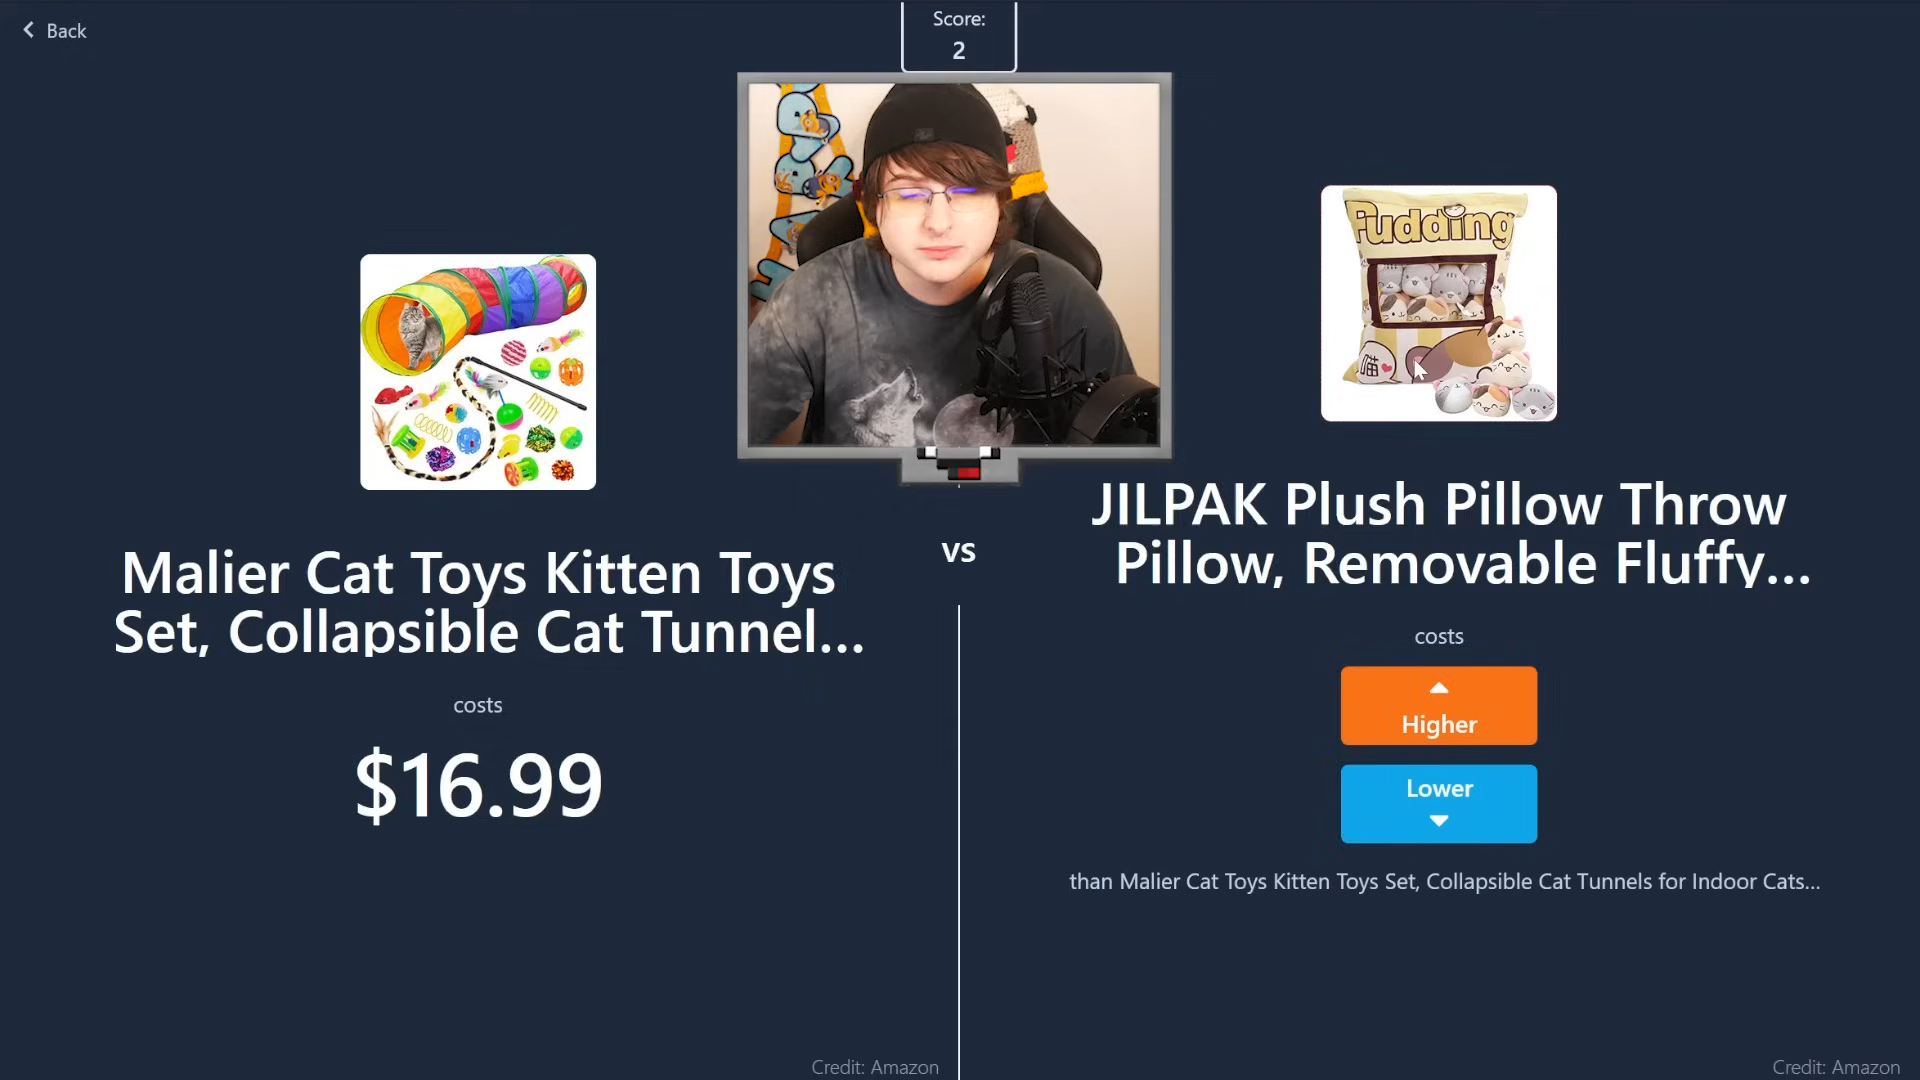 Back
Score:
2
Pudding
喵
Malier Cat Toys Kitten Toys
Set, Collapsible Cat Tunnel...
costs
$16.99
vs
JILPAK Plush Pillow Throw
Pillow, Removable Fluffy...
costs
Higher
Lower
than Malier Cat Toys Kitten Toys Set, Collapsible Cat Tunnels for Indoor Cats...
Credit: Amazon
Credit: Amazon